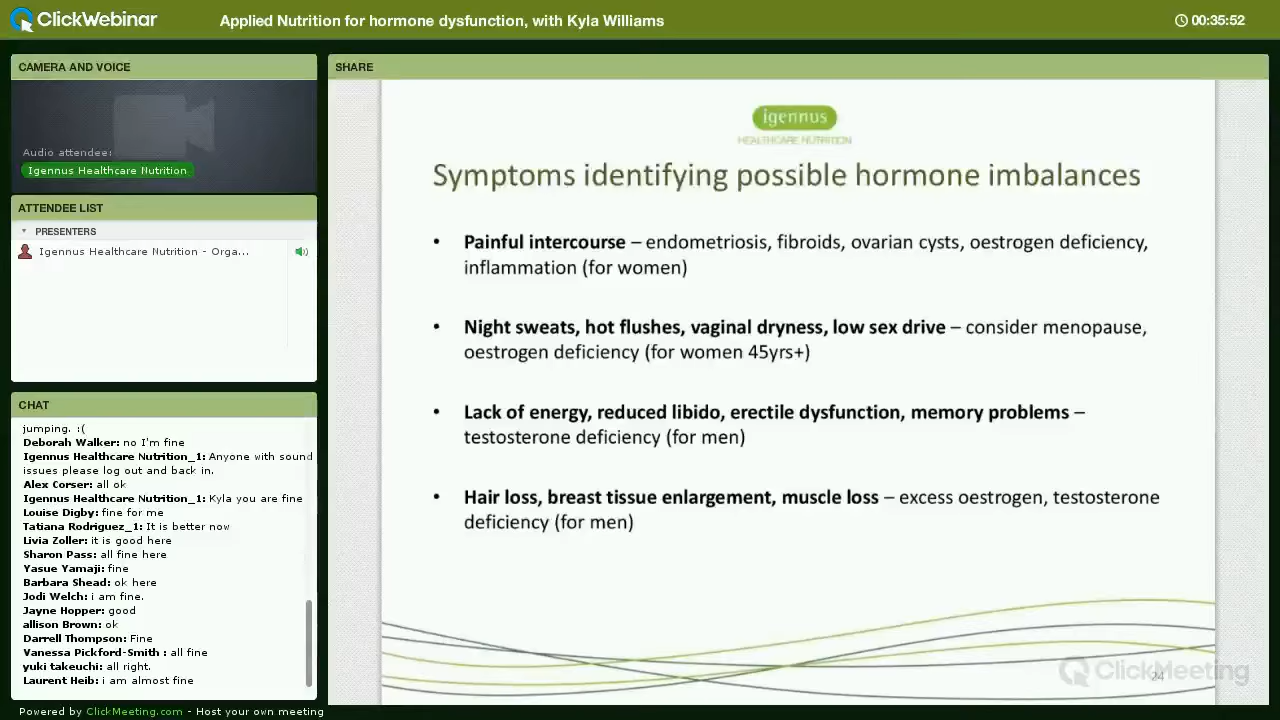 ClickWebinar
Applied Nutrition for hormone dysfunction, with Kyla Williams
00:35:52
CAMERA AND VOICE
Audio attendee:
Igennus Healthcare Nutrition
ATTENDEE LIST
PRESENTERS
Igennus Healthcare Nutrition - Orga...
CHAT
jumping. :(
Deborah Walker: no I'm fine
Igennus Healthcare Nutrition_1: Anyone with sound
issues please log out and back in.
Alex Corser: all ok
Igennus Healthcare Nutrition_1: Kyla you are fine
Louise Digby: fine for me
Tatiana Rodriguez_1: It is better now
Livia Zoller: it is good here
Sharon Pass: all fine here
Yasue Yamaji: fine
Barbara Shead: ok here
Jodi Welch: i am fine.
Jayne Hopper: good
allison Brown: ok
Darrell Thompson: Fine
Vanessa Pickford-Smith : all fine
yuki takeuchi: all right.
Laurent Heib: i am almost fine
Powered by ClickMeeting.com - Host your own meeting
SHARE
igennus
HEALTHCARE NUTRITION
Symptoms identifying possible hormone imbalances
• Painful intercourse – endometriosis, fibroids, ovarian cysts, oestrogen deficiency,
inflammation (for women)
• Night sweats, hot flushes, vaginal dryness, low sex drive – consider menopause,
oestrogen deficiency (for women 45yrs+)
• Lack of energy, reduced libido, erectile dysfunction, memory problems –
testosterone deficiency (for men)
• Hair loss, breast tissue enlargement, muscle loss – excess oestrogen, testosterone
deficiency (for men)
ClickMeeting
24